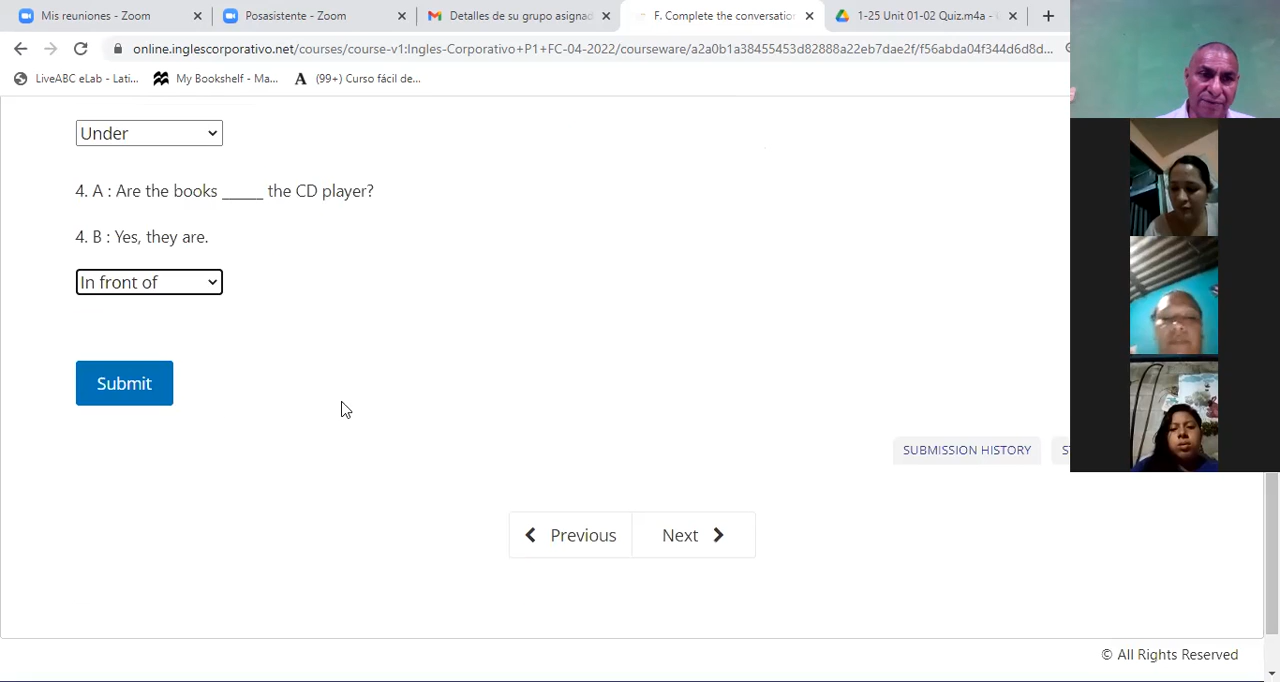 Mis reuniones - Zoom
Posasistente - Zoom
Detalles de su grupo asignad
F. Complete the conversation
1-25 Unit 01-02 Quiz.m4a -
online.inglescorporativo.net/courses/course-v1:Ingles-Corporativo+P1+FC-04-2022/courseware/a2a0b1a38455453d82888a22eb7dae2f/f56abda04f344d6d8d...
LiveABC eLab - Lati...
My Bookshelf - Ma...
A (99+) Curso fácil de...
Under
4. A : Are the books _____ the CD player?
4. B : Yes, they are.
In front of
Submit
SUBMISSION HISTORY
Previous
Next
© All Rights Reserved